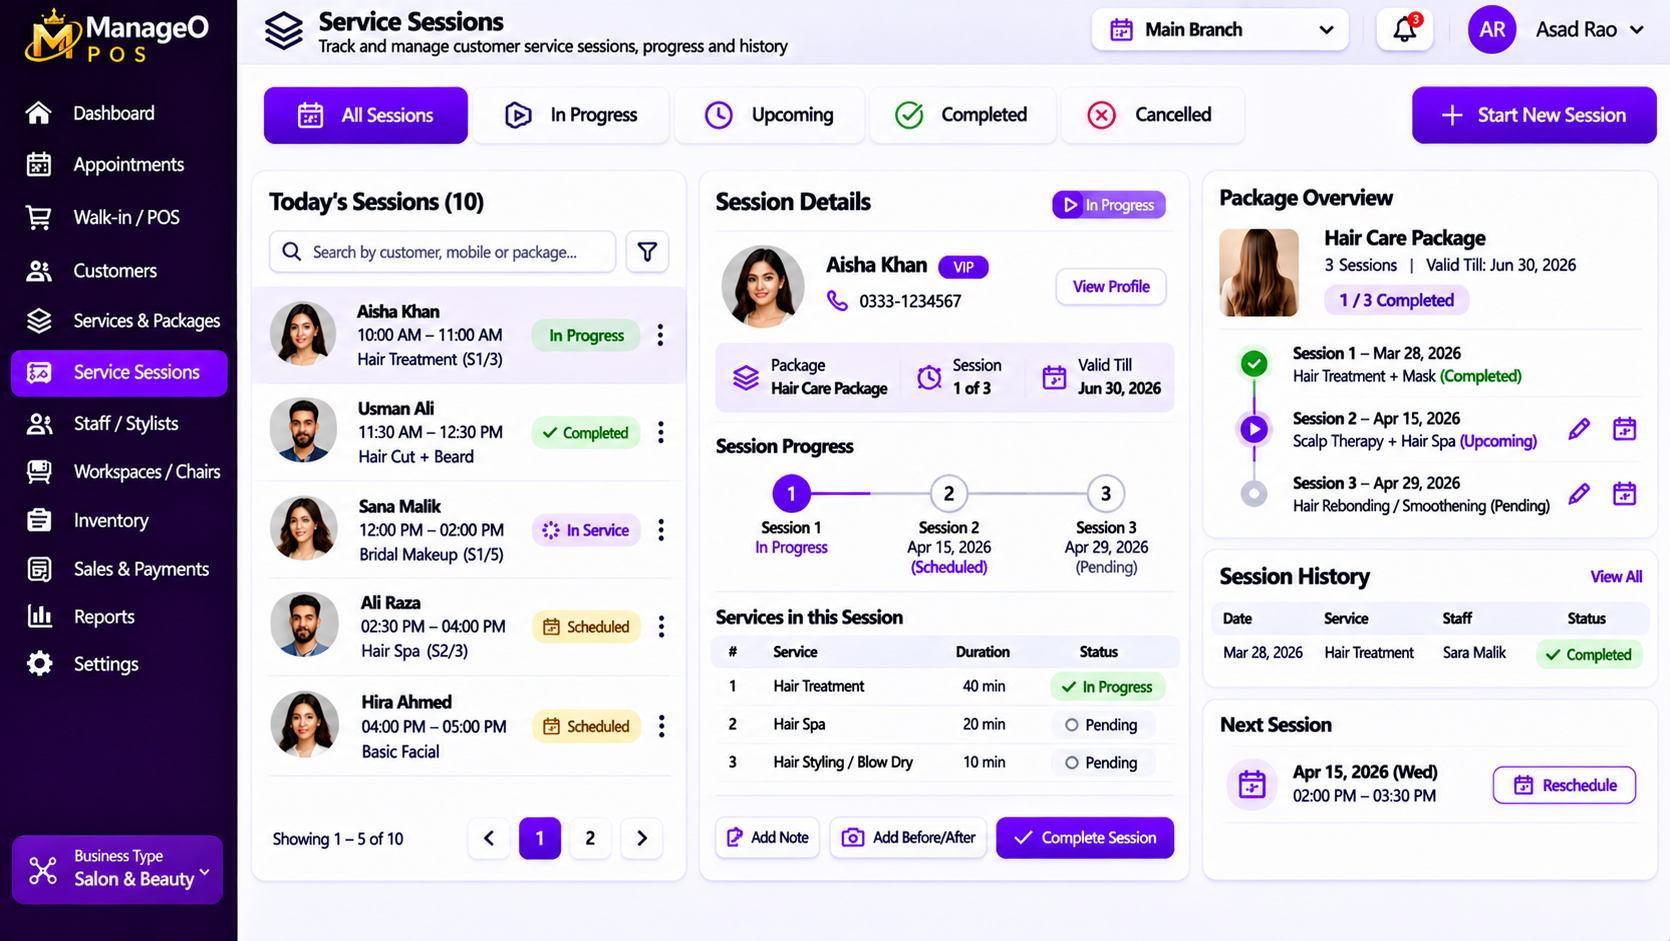 ManageO
POS
Dashboard
Appointments
Walk-in / POS
Customers
Services & Packages
Service Sessions
Staff / Stylists
Workspaces / Chairs
Inventory
Sales & Payments
Reports
Settings
Business Type
Salon & Beauty
Service Sessions
Track and manage customer service sessions, progress and history
Main Branch
3
AR
Asad Rao
All Sessions
In Progress
Upcoming
Completed
Cancelled
Start New Session
Today's Sessions (10)
Search by customer, mobile or package...
Aisha Khan
10:00 AM – 11:00 AM
Hair Treatment (S1/3)
In Progress
Usman Ali
11:30 AM – 12:30 PM
Hair Cut + Beard
Completed
Sana Malik
12:00 PM – 02:00 PM
Bridal Makeup (S1/5)
In Service
Ali Raza
02:30 PM – 04:00 PM
Hair Spa (S2/3)
Scheduled
Hira Ahmed
04:00 PM – 05:00 PM
Basic Facial
Scheduled
Showing 1 – 5 of 10
1
2
Session Details
In Progress
Aisha Khan
VIP
0333-1234567
View Profile
Package
Hair Care Package
Session
1 of 3
Valid Till
Jun 30, 2026
Session Progress
1
2
3
Session 1
In Progress
Session 2
Apr 15, 2026
(Scheduled)
Session 3
Apr 29, 2026
(Pending)
Services in this Session
# Service Duration Status
1 Hair Treatment 40 min In Progress
2 Hair Spa 20 min Pending
3 Hair Styling / Blow Dry 10 min Pending
Add Note
Add Before/After
Complete Session
Package Overview
Hair Care Package
3 Sessions | Valid Till: Jun 30, 2026
1 / 3 Completed
Session 1 – Mar 28, 2026
Hair Treatment + Mask (Completed)
Session 2 – Apr 15, 2026
Scalp Therapy + Hair Spa (Upcoming)
Session 3 – Apr 29, 2026
Hair Rebonding / Smoothening (Pending)
Session History
View All
Date Service Staff Status
Mar 28, 2026 Hair Treatment Sara Malik Completed
Next Session
Apr 15, 2026 (Wed)
02:00 PM – 03:30 PM
Reschedule